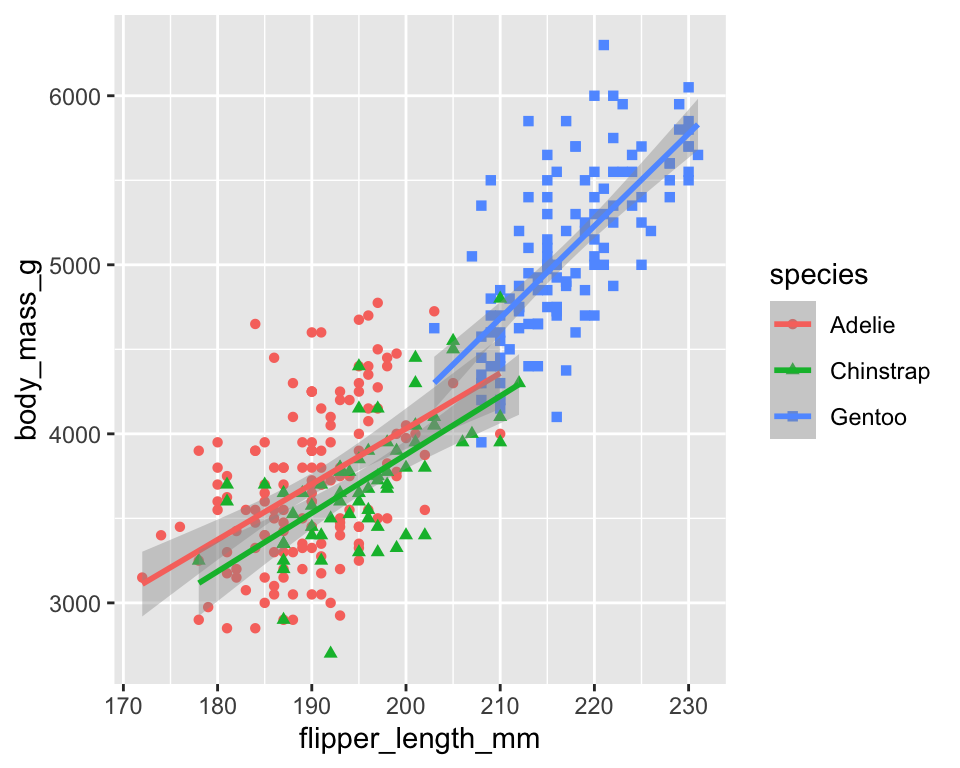 6000
5000
4000
3000
body_mass_g
170 180 190 200 210 220 230
flipper_length_mm
species
Adelie
Chinstrap
Gentoo